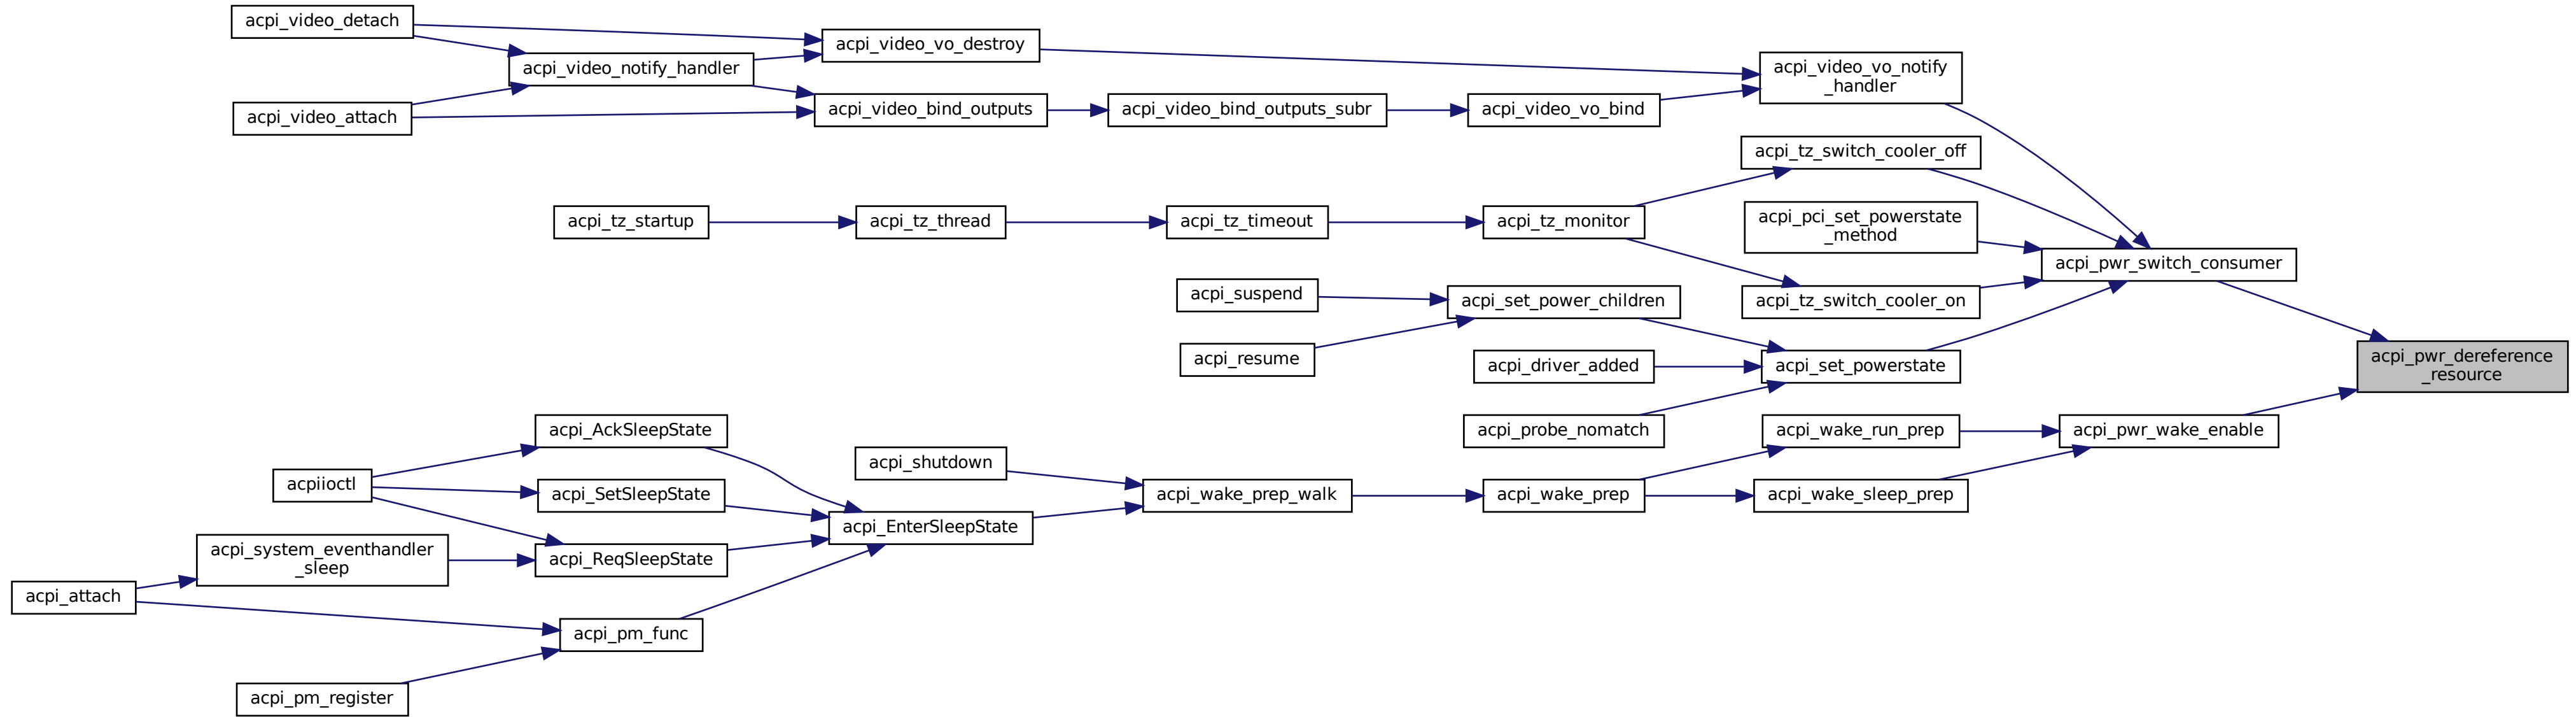 acpi_video_detach
acpi_video_vo_destroy
acpi_video_notify_handler
acpi_video_vo_notify
_handler
acpi_video_attach
acpi_video_bind_outputs
acpi_video_bind_outputs_subr
acpi_video_vo_bind
acpi_tz_switch_cooler_off
acpi_tz_startup
acpi_tz_thread
acpi_tz_timeout
acpi_tz_monitor
acpi_pci_set_powerstate
_method
acpi_pwr_switch_consumer
acpi_suspend
acpi_set_power_children
acpi_tz_switch_cooler_on
acpi_resume
acpi_driver_added
acpi_set_powerstate
acpi_pwr_dereference
_resource
acpi_AckSleepState
acpi_probe_nomatch
acpi_wake_run_prep
acpi_pwr_wake_enable
acpi_shutdown
acpiioctl
acpi_SetSleepState
acpi_wake_prep_walk
acpi_wake_prep
acpi_wake_sleep_prep
acpi_EnterSleepState
acpi_system_eventhandler
_sleep
acpi_ReqSleepState
acpi_attach
acpi_pm_func
acpi_pm_register